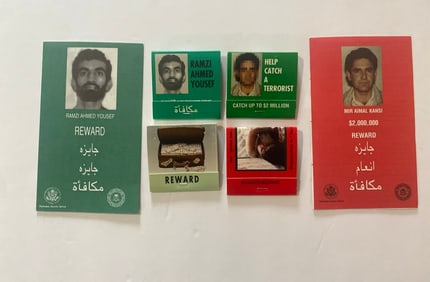 RAMZI AHMED YOUSEF
REWARD
جایزه
جایزه
مكافأة
RAMZI
AHMED
YOUSEF
مكافأة
HELP
CATCH
A
TERRORIST
CATCH UP TO $2 MILLION
REWARD
MIR AIMAL KANSI
$2,000,000
REWARD
جایزه
انعام
مكافأة